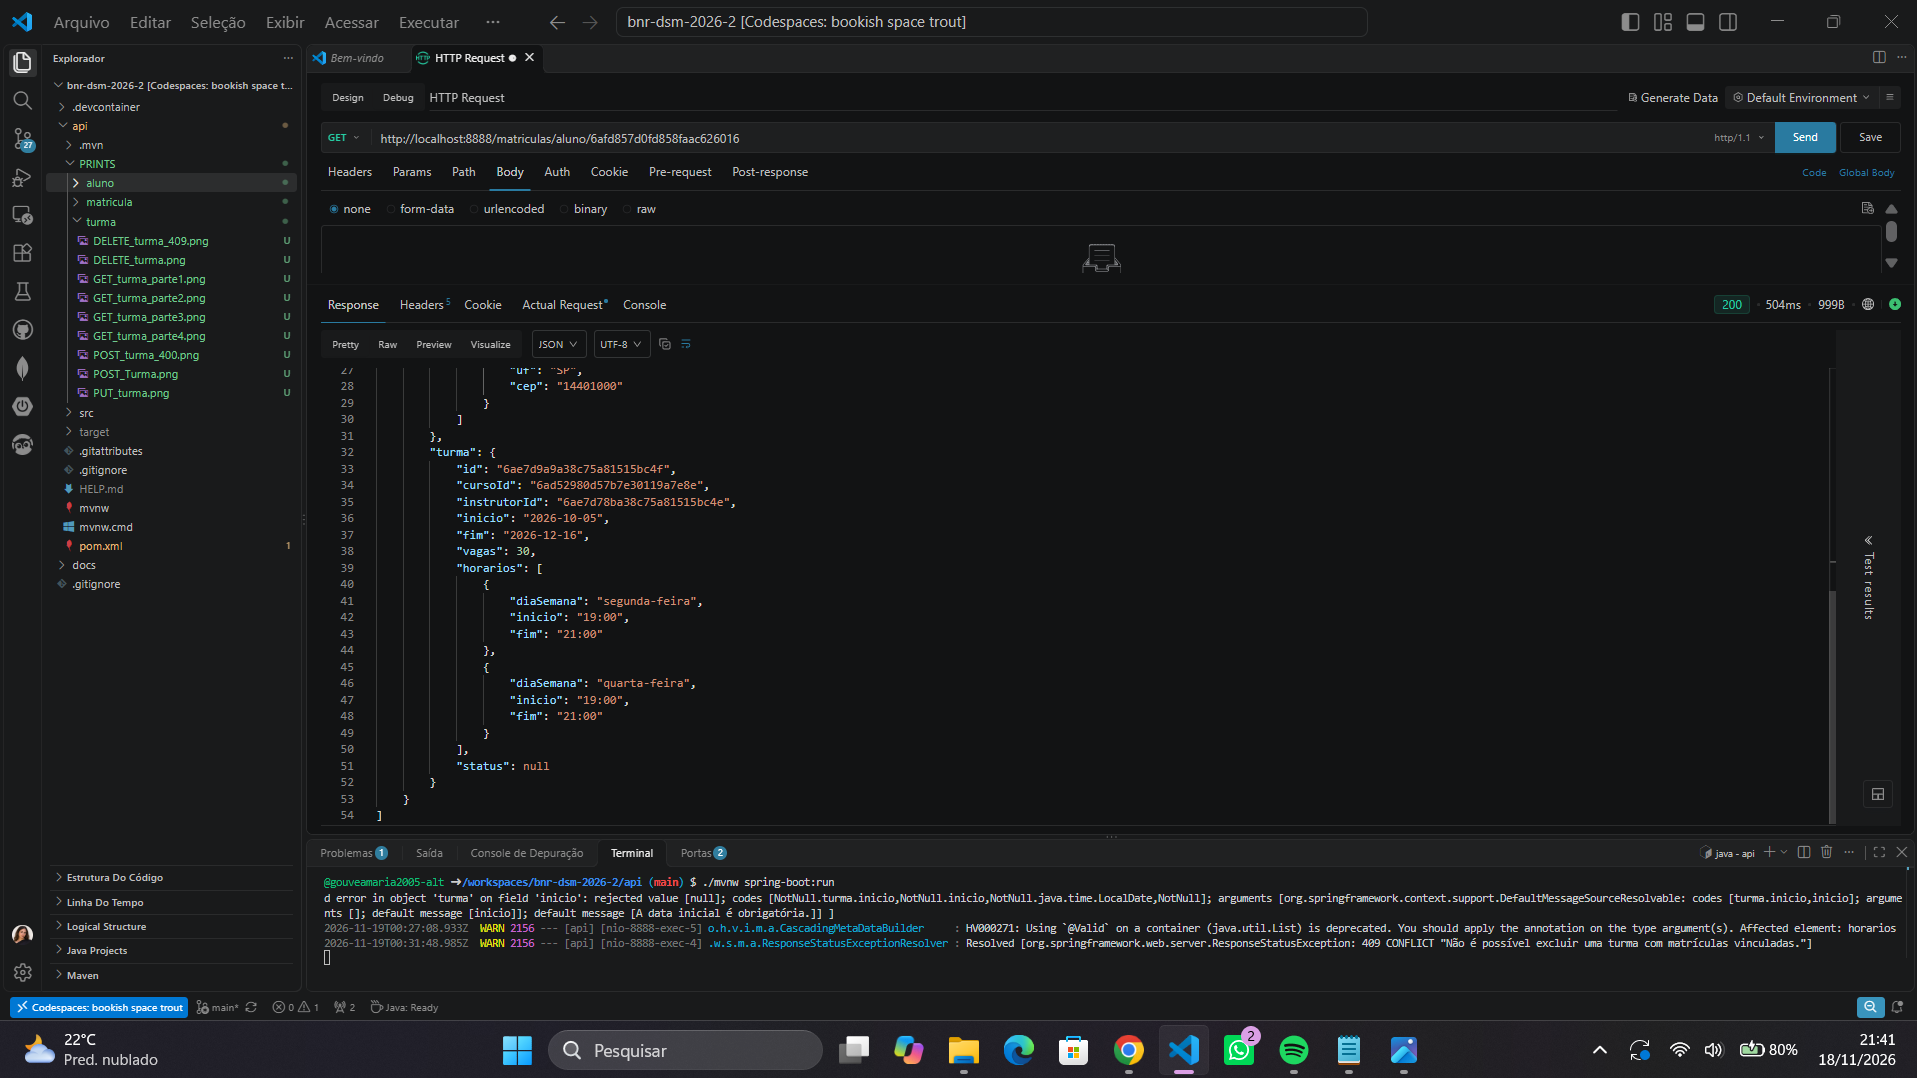 Arquivo Editar Seleção Exibir Acessar Executar ··· bnr-dsm-2026-2 [Codespaces: bookish space trout]
Explorador ···
bnr-dsm-2026-2 [Codespaces: bookish space t...
.devcontainer
api
.mvn
PRINTS
aluno
matricula
turma
DELETE_turma_409.png U
DELETE_turma.png U
GET_turma_parte1.png U
GET_turma_parte2.png U
GET_turma_parte3.png U
GET_turma_parte4.png U
POST_turma_400.png U
POST_Turma.png U
PUT_turma.png U
src
target
.gitattributes
.gitignore
HELP.md
mvnw
mvnw.cmd
pom.xml 1
docs
.gitignore
Estrutura Do Código
Linha Do Tempo
Logical Structure
Java Projects
Maven
27
Bem-vindo HTTP Request
Design Debug HTTP Request Generate Data Default Environment
GET http://localhost:8888/matriculas/aluno/6afd857d0fd858faac626016 http/1.1 Send Save
Headers Params Path Body Auth Cookie Pre-request Post-response Code Global Body
none form-data urlencoded binary raw
Response Headers 5 Cookie Actual Request Console 200 504ms 999B
Pretty Raw Preview Visualize JSON UTF-8
27 "uf": "SP",
28 "cep": "14401000"
29 }
30 ]
31 },
32 "turma": {
33 "id": "6ae7d9a9a38c75a81515bc4f",
34 "cursoId": "6ad52980d57b7e30119a7e8e",
35 "instrutorId": "6ae7d78ba38c75a81515bc4e",
36 "inicio": "2026-10-05",
37 "fim": "2026-12-16",
38 "vagas": 30,
39 "horarios": [
40 {
41 "diaSemana": "segunda-feira",
42 "inicio": "19:00",
43 "fim": "21:00"
44 },
45 {
46 "diaSemana": "quarta-feira",
47 "inicio": "19:00",
48 "fim": "21:00"
49 }
50 ],
51 "status": null
52 }
53 }
54 ]
Test results
Problemas 1 Saída Console de Depuração Terminal Portas 2 java - api
@gouveamaria2005-alt ➜/workspaces/bnr-dsm-2026-2/api (main) $ ./mvnw spring-boot:run
d error in object 'turma' on field 'inicio': rejected value [null]; codes [NotNull.turma.inicio,NotNull.inicio,NotNull.java.time.LocalDate,NotNull]; arguments [org.springframework.context.support.DefaultMessageSourceResolvable: codes [turma.inicio,inicio]; argume
nts []; default message [inicio]]; default message [A data inicial é obrigatória.]] ]
2026-11-19T00:27:08.933Z WARN 2156 --- [api] [nio-8888-exec-5] o.h.v.i.m.a.CascadingMetaDataBuilder : HV000271: Using `@Valid` on a container (java.util.List) is deprecated. You should apply the annotation on the type argument(s). Affected element: horarios
2026-11-19T00:31:48.985Z WARN 2156 --- [api] [nio-8888-exec-4] .w.s.m.a.ResponseStatusExceptionResolver : Resolved [org.springframework.web.server.ResponseStatusException: 409 CONFLICT "Não é possível excluir uma turma com matrículas vinculadas."]
Codespaces: bookish space trout main* 0 1 2 Java: Ready
22°C
Pred. nublado
Pesquisar
2
80%
21:41
18/11/2026